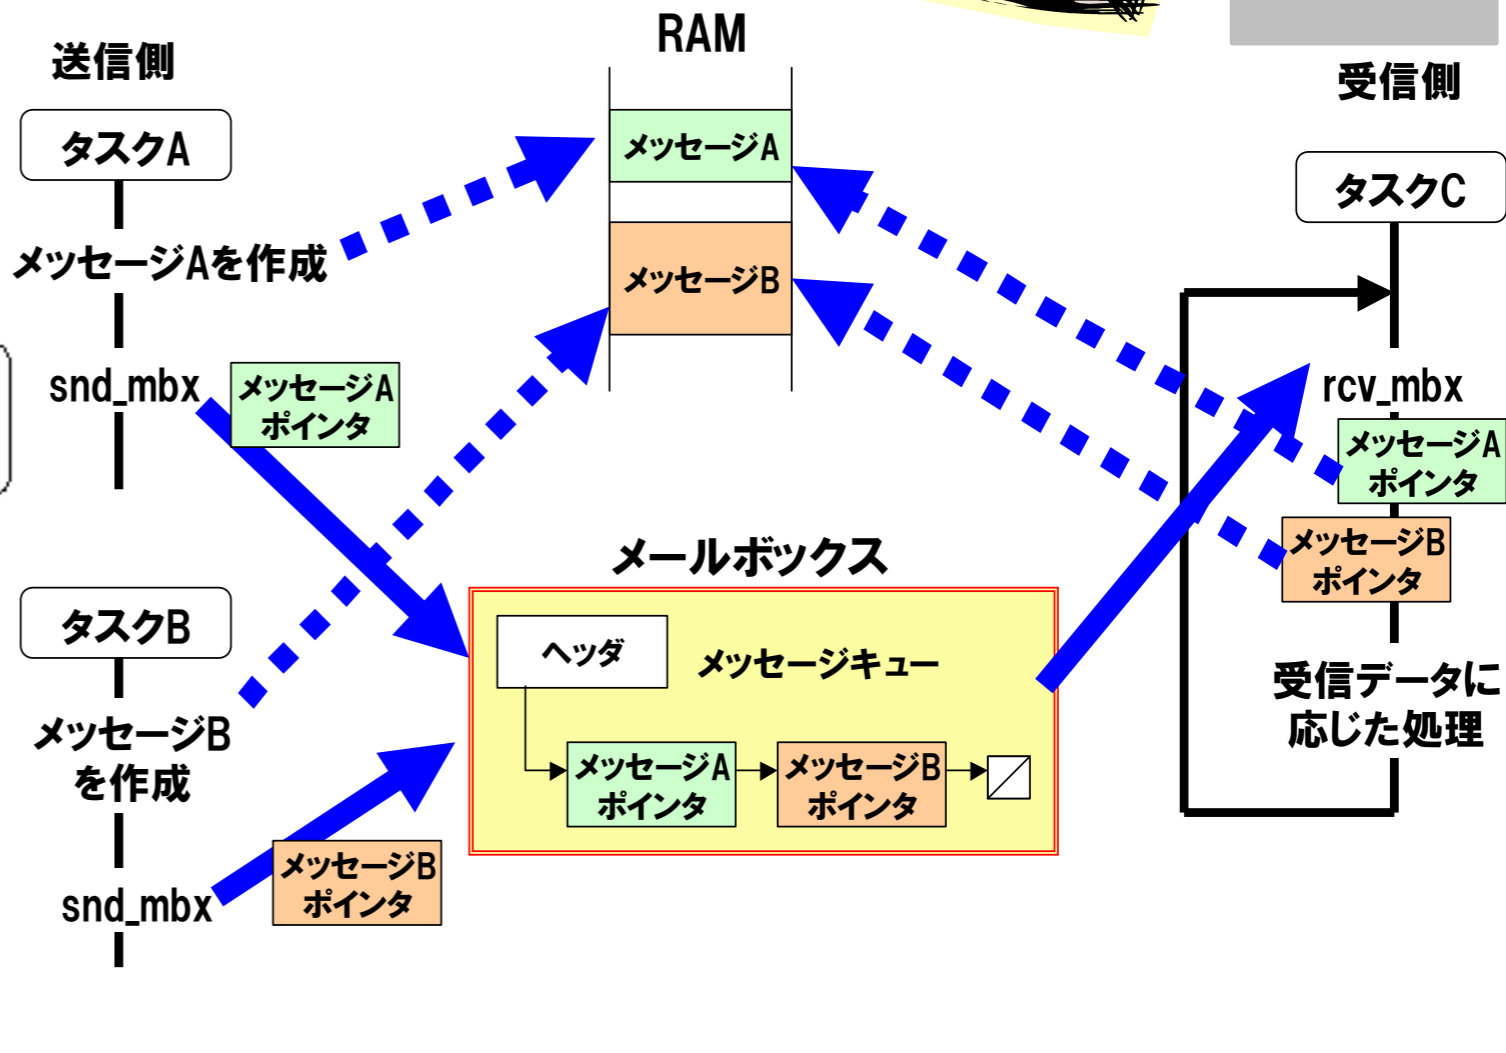 送信側
RAM
受信側
タスクA
メッセージA
タスクC
メッセージAを作成
メッセージB
snd_mbx
メッセージA
ポインタ
rcv_mbx
メッセージA
ポインタ
メッセージB
ポインタ
メールボックス
タスクB
ヘッダ
メッセージキュー
メッセージB
を作成
メッセージA
ポインタ
メッセージB
ポインタ
受信データに
応じた処理
snd_mbx
メッセージB
ポインタ